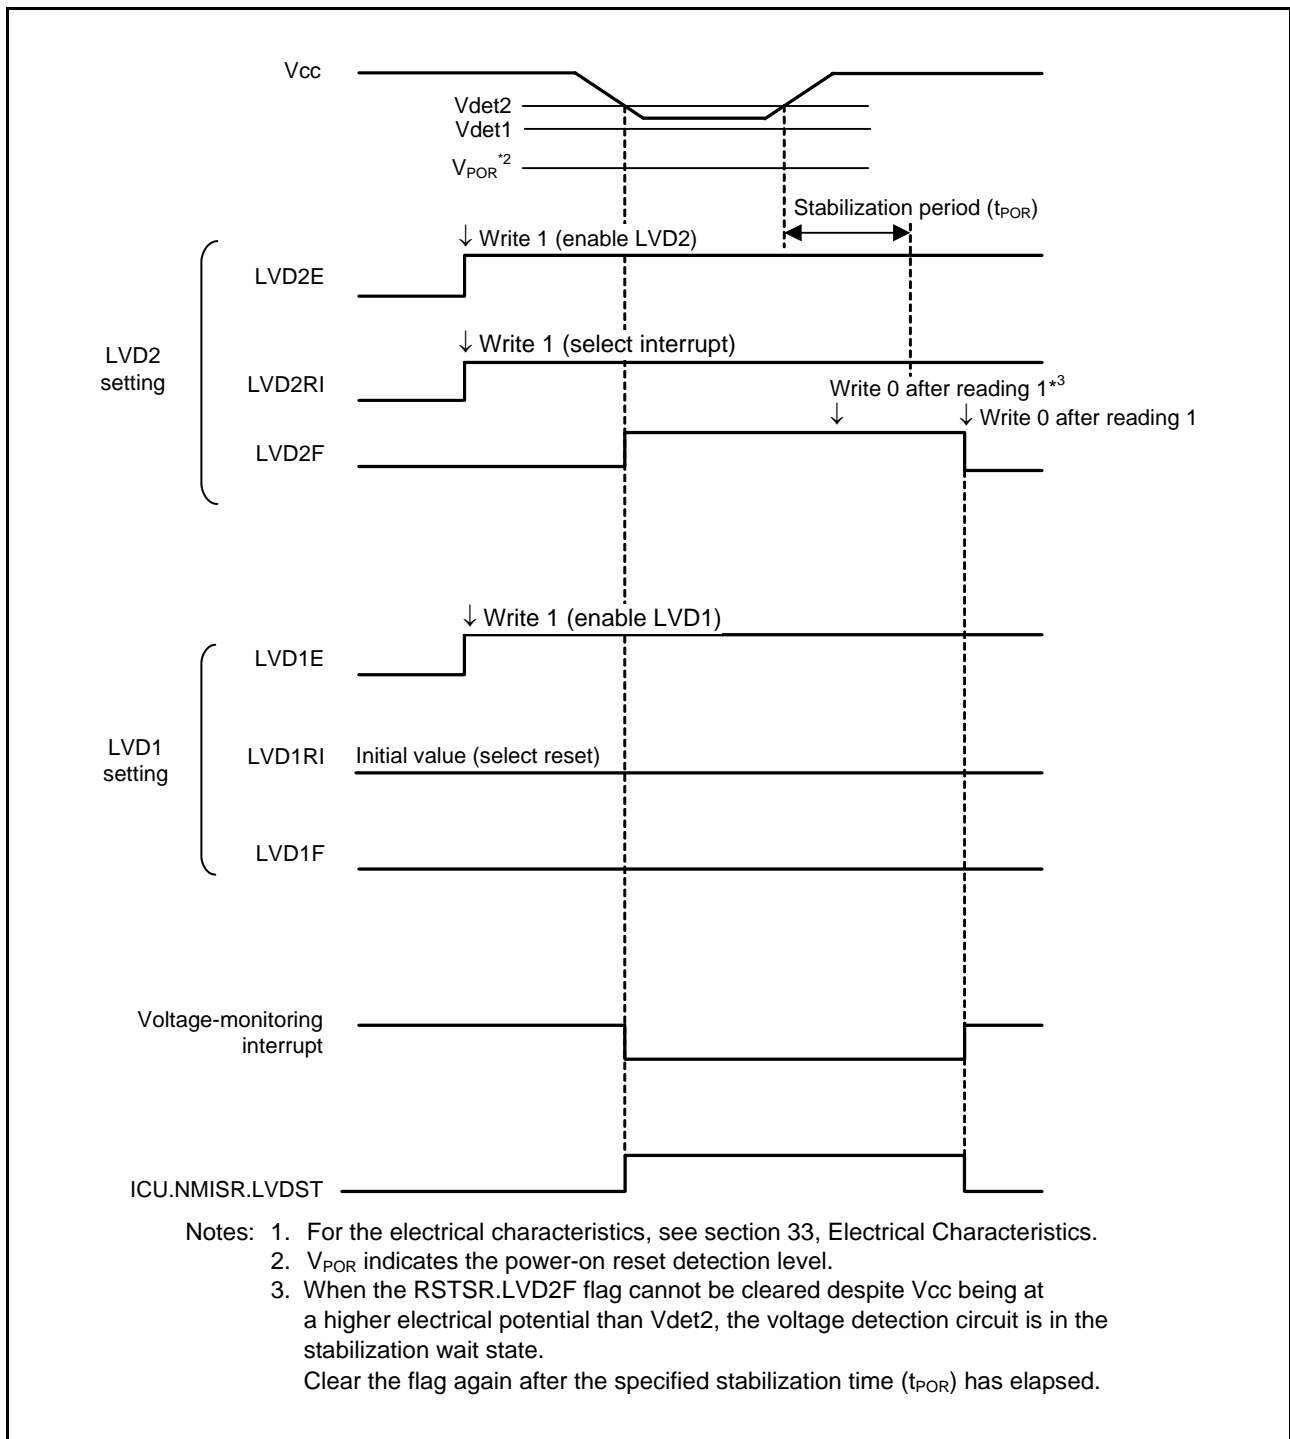 Vcc
Vdet2
Vdet1
VPOR*2
Stabilization period (tPOR)
↓ Write 1 (enable LVD2)
LVD2E
↓ Write 1 (select interrupt)
LVD2 setting
LVD2RI
Write 0 after reading 1*3
↓
↓ Write 0 after reading 1
LVD2F
↓ Write 1 (enable LVD1)
LVD1E
LVD1 setting
LVD1RI
Initial value (select reset)
LVD1F
Voltage-monitoring
interrupt
ICU.NMISR.LVDST
Notes: 1. For the electrical characteristics, see section 33, Electrical Characteristics.
2. VPOR indicates the power-on reset detection level.
3. When the RSTSR.LVD2F flag cannot be cleared despite Vcc being at
a higher electrical potential than Vdet2, the voltage detection circuit is in the
stabilization wait state.
Clear the flag again after the specified stabilization time (tPOR) has elapsed.